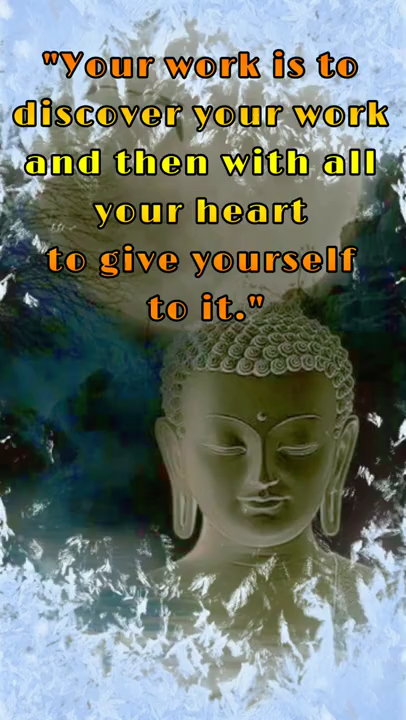 "Your work is to
discover your work
and then with all
your heart
to give yourself
to it."